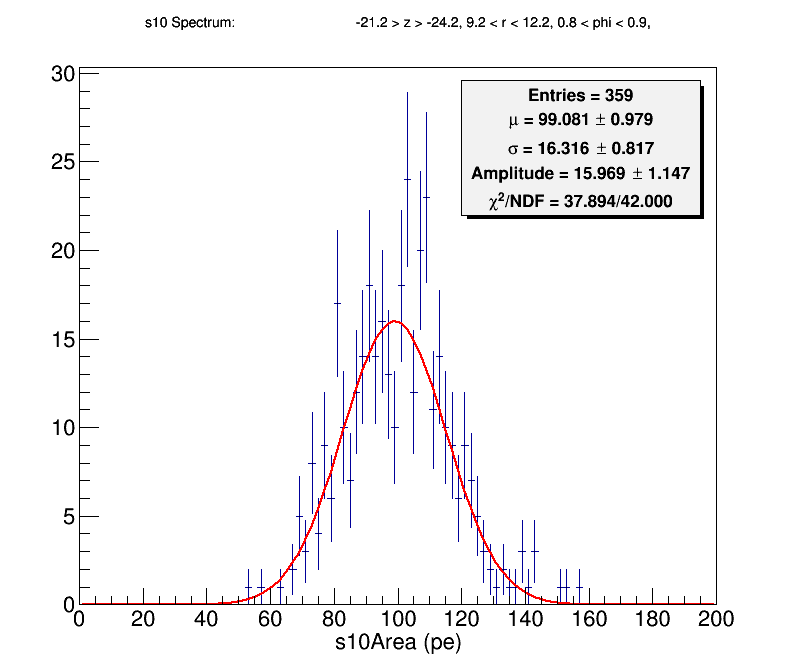 s10 Spectrum: -21.2 > z > -24.2, 9.2 < r < 12.2, 0.8 < phi < 0.9,
Entries = 359
μ = 99.081 ± 0.979
σ = 16.316 ± 0.817
Amplitude = 15.969 ± 1.147
χ²/NDF = 37.894/42.000
30
25
20
15
10
5
0
0 20 40 60 80 100 120 140 160 180 200
s10Area (pe)